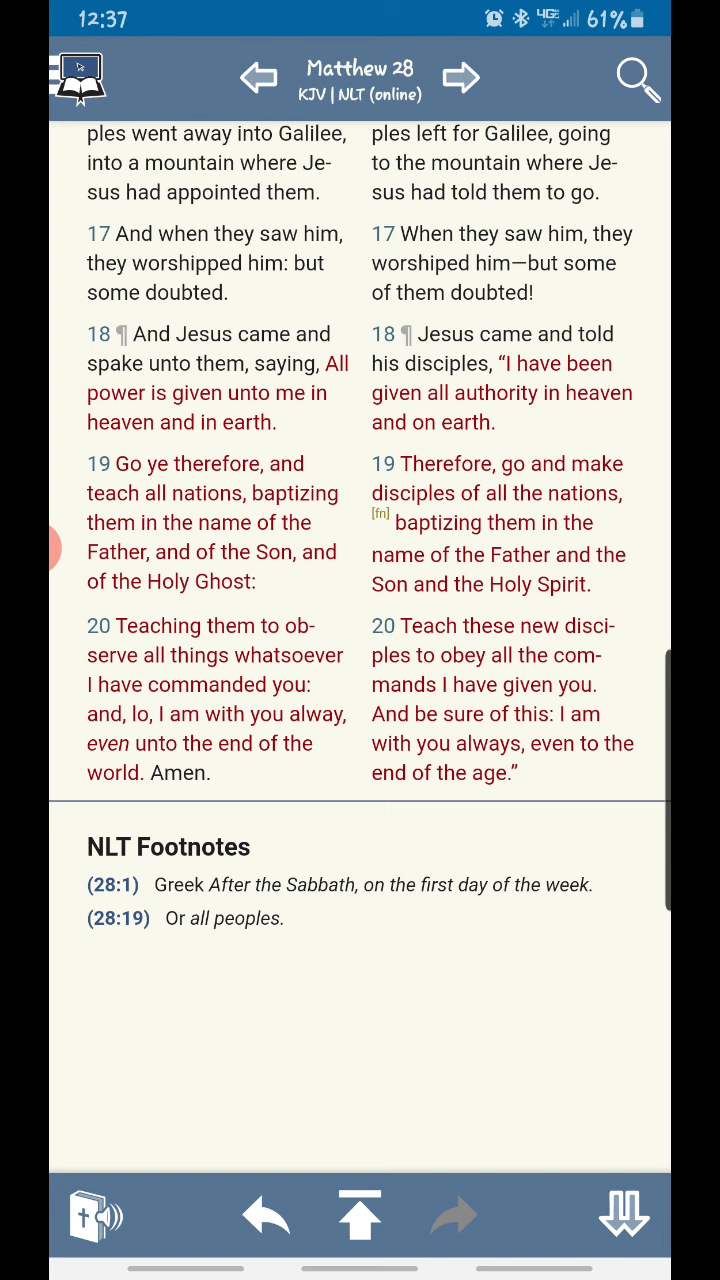 12:37
4GE 61%
Matthew 28
KJV | NLT (online)
ples went away into Galilee,
into a mountain where Je-
sus had appointed them.
17 And when they saw him,
they worshipped him: but
some doubted.
18 ¶ And Jesus came and
spake unto them, saying, All
power is given unto me in
heaven and in earth.
19 Go ye therefore, and
teach all nations, baptizing
them in the name of the
Father, and of the Son, and
of the Holy Ghost:
20 Teaching them to ob-
serve all things whatsoever
I have commanded you:
and, lo, I am with you alway,
even unto the end of the
world. Amen.
ples left for Galilee, going
to the mountain where Je-
sus had told them to go.
17 When they saw him, they
worshiped him—but some
of them doubted!
18 ¶ Jesus came and told
his disciples, “I have been
given all authority in heaven
and on earth.
19 Therefore, go and make
disciples of all the nations,
[fn] baptizing them in the
name of the Father and the
Son and the Holy Spirit.
20 Teach these new disci-
ples to obey all the com-
mands I have given you.
And be sure of this: I am
with you always, even to the
end of the age.”
NLT Footnotes
(28:1) Greek After the Sabbath, on the first day of the week.
(28:19) Or all peoples.